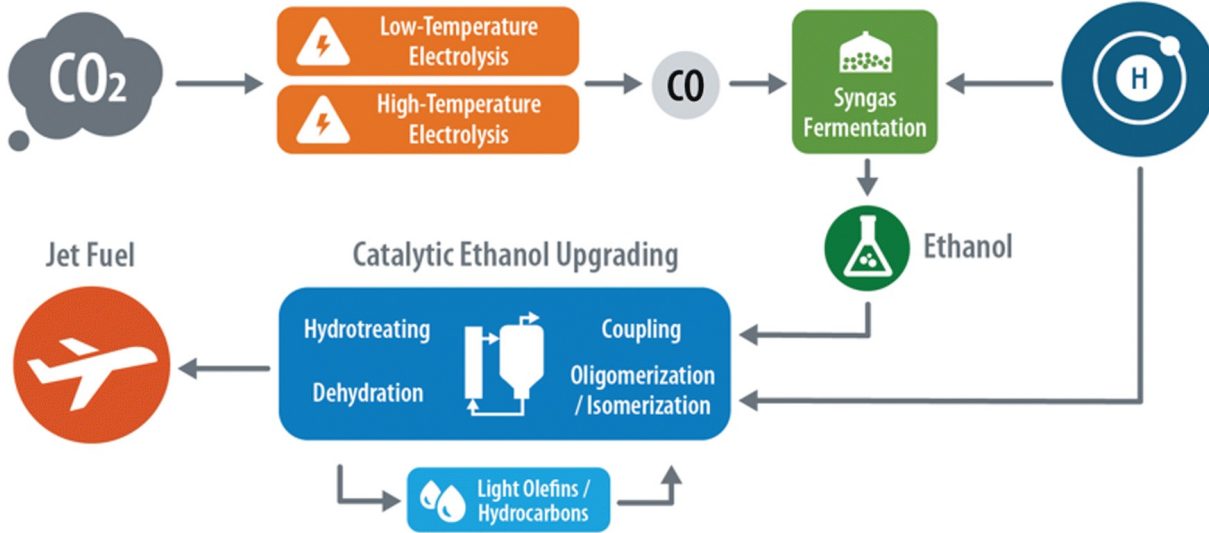 CO₂
Low-Temperature
Electrolysis
High-Temperature
Electrolysis
CO
Syngas
Fermentation
H
Ethanol
Jet Fuel
Catalytic Ethanol Upgrading
Hydrotreating
Coupling
Dehydration
Oligomerization
/ Isomerization
Light Olefins /
Hydrocarbons